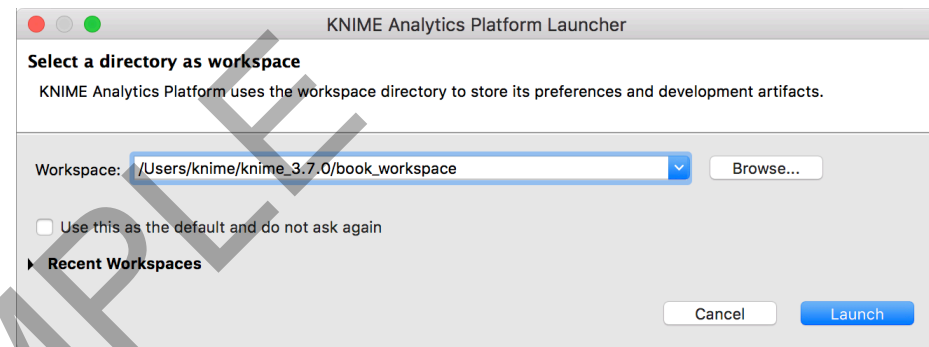 KNIME Analytics Platform Launcher
Select a directory as workspace
KNIME Analytics Platform uses the workspace directory to store its preferences and development artifacts.
Workspace: /Users/knime/knime_3.7.0/book_workspace Browse...
Use this as the default and do not ask again
Recent Workspaces
Cancel Launch
MPLE